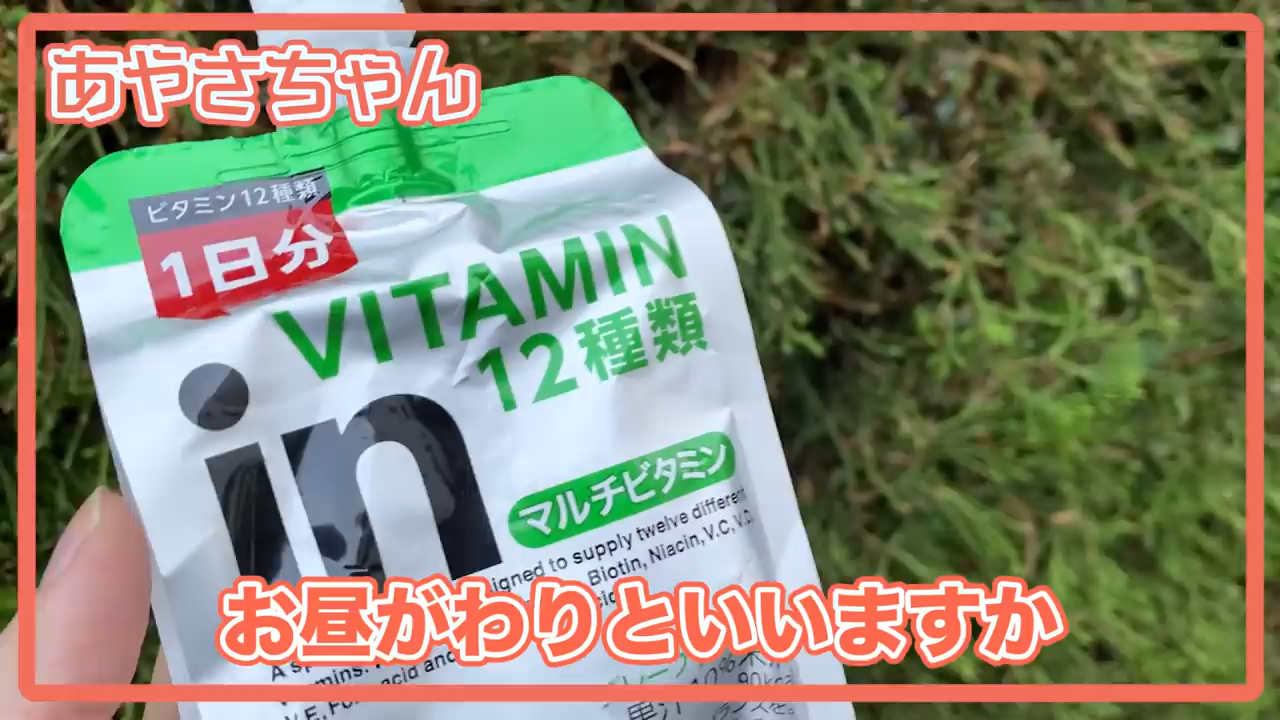 あやさちゃん
ビタミン12種類
1日分
VITAMIN
12種類
in
マルチビタミン
igned to supply twelve different
Biotin, Niacin, V.C, V.D,
お昼がわりといいますか
acid and
V.E,